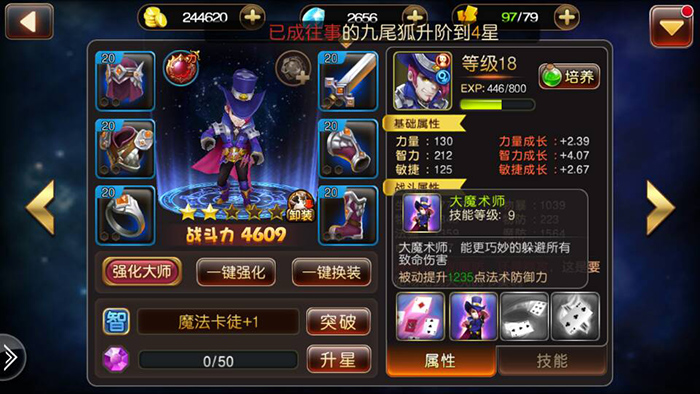 244620
2656
97/79
已成往事的九尾狐升阶到4星
20
力
20
20
20
20
20
卸装
战斗力 4609
强化大师
一键强化
一键换装
智
魔法卡徒+1
突破
0/50
升星
等级18
EXP: 446/800
培养
基础属性
力量 : 130
力量成长 : +2.39
智力 : 212
智力成长 : +4.07
敏捷 : 125
敏捷成长 : +2.67
战斗属性
1039
大魔术师
223
技能等级: 9
1564
大魔术师，能更巧妙的躲避所有
致命伤害
要
被动提升1235点法术防御力
属性
技能